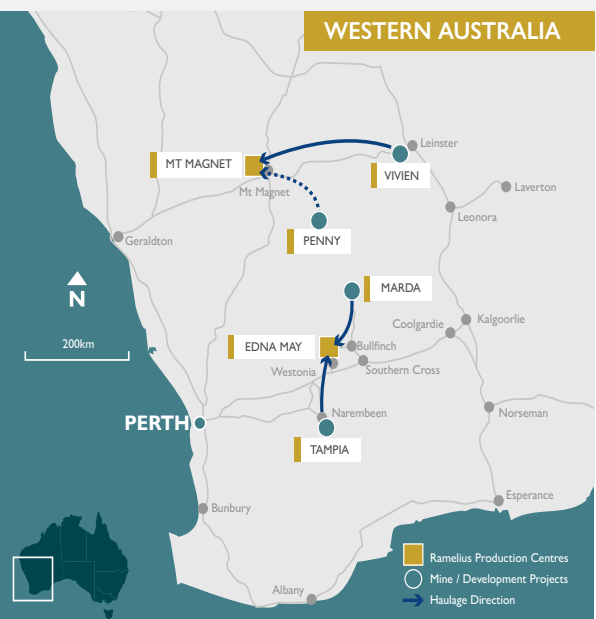 WESTERN AUSTRALIA
Leinster
MT MAGNET
VIVIEN
Mt Magnet
Laverton
Leonora
Geraldton
PENNY
MARDA
N
Kalgoorlie
Coolgardie
200km
EDNA MAY
Bullfinch
Southern Cross
Westonia
Narembeen
Norseman
PERTH
TAMPIA
Esperance
Bunbury
Ramelius Production Centres
Mine / Development Projects
Albany
Haulage Direction